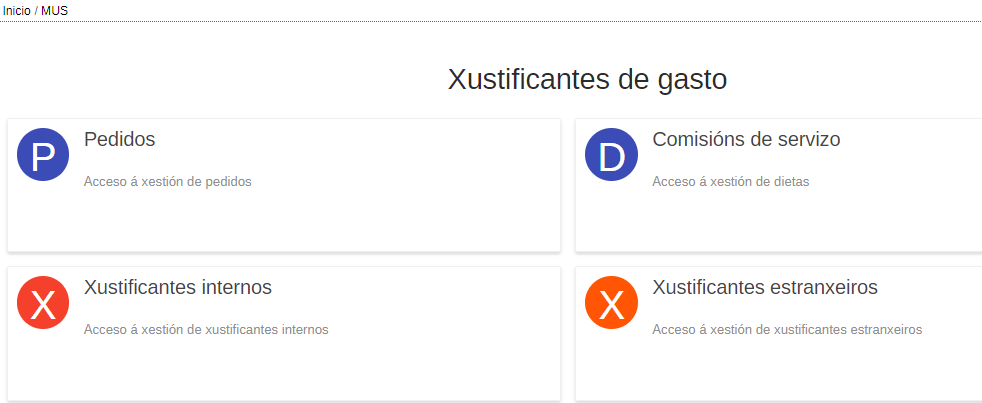 Inicio / MUS
Xustificantes de gasto
P
Pedidos
Acceso á xestión de pedidos
D
Comisións de servizo
Acceso á xestión de dietas
X
Xustificantes internos
Acceso á xestión de xustificantes internos
X
Xustificantes estranxeiros
Acceso á xestión de xustificantes estranxeiros